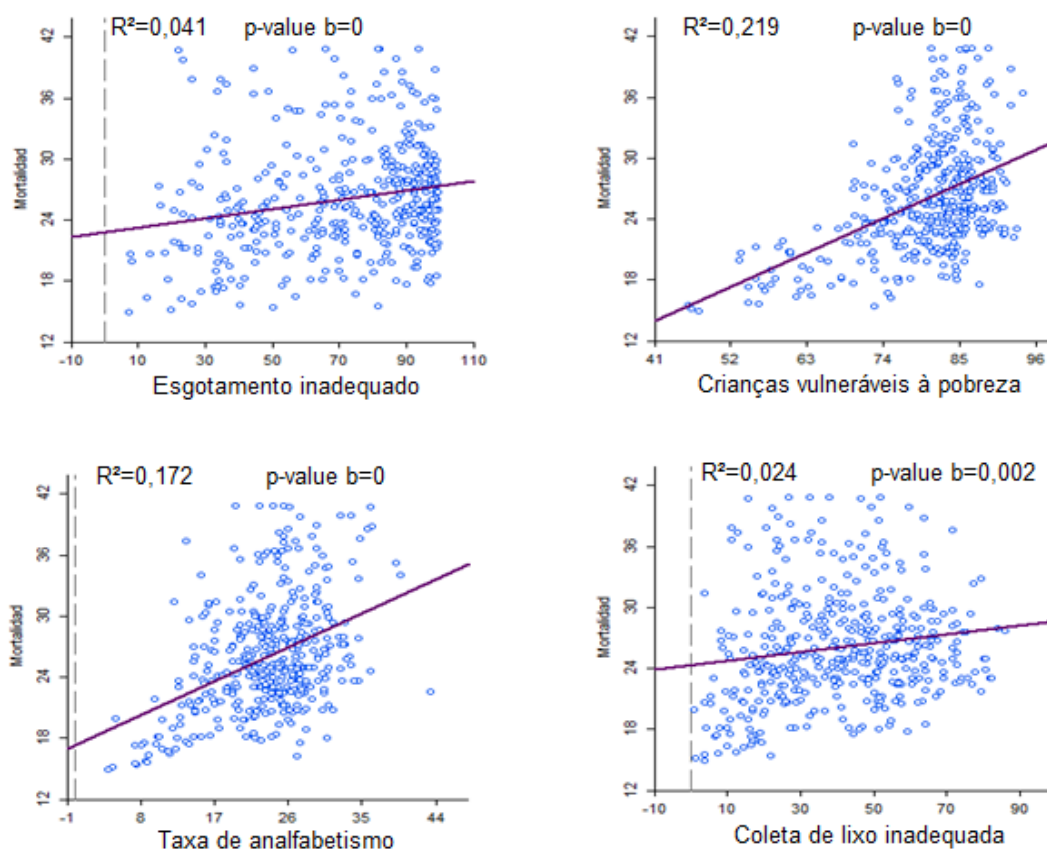 R²=0,041 p-value b=0
42
36
30
24
18
12
Mortalidad
-10 10 30 50 70 90 110
Esgotamento inadequado
R²=0,219 p-value b=0
42
36
30
24
18
12
Mortalidad
41 52 63 74 85 96
Crianças vulneráveis à pobreza
R²=0,172 p-value b=0
42
36
30
24
18
12
Mortalidad
-1 8 17 26 35 44
Taxa de analfabetismo
R²=0,024 p-value b=0,002
42
36
30
24
18
12
Mortalidad
-10 10 30 50 70 90
Coleta de lixo inadequada